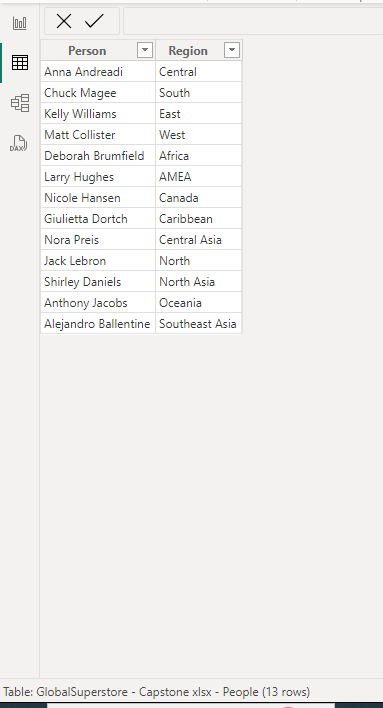 Person Region
Anna Andreadi Central
Chuck Magee South
Kelly Williams East
Matt Collister West
Deborah Brumfield Africa
Larry Hughes AMEA
Nicole Hansen Canada
Giulietta Dortch Caribbean
Nora Preis Central Asia
Jack Lebron North
Shirley Daniels North Asia
Anthony Jacobs Oceania
Alejandro Ballentine Southeast Asia
DAX
Table: GlobalSuperstore - Capstone xlsx - People (13 rows)